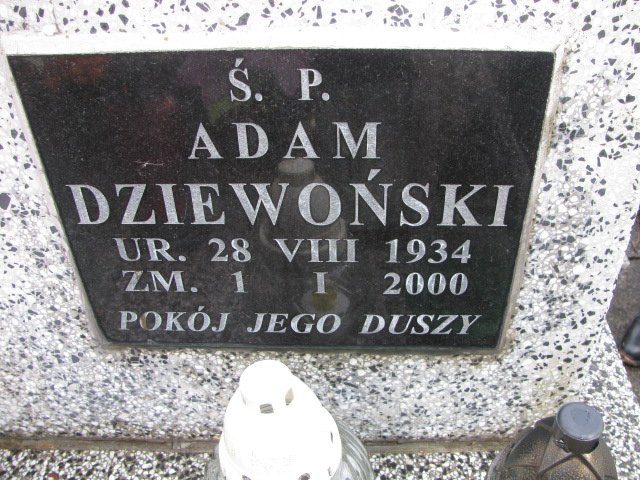 Ś. P.
ADAM
DZIEWOŃSKI
UR. 28 VIII 1934
ZM. 1 I 2000
POKÓJ JEGO DUSZY